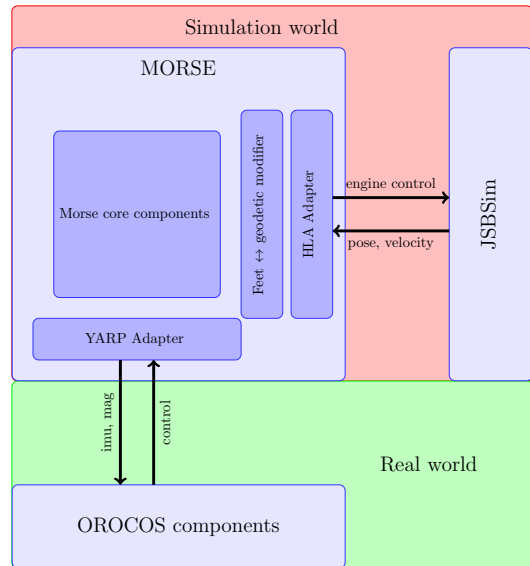 Simulation world
MORSE
Morse core components
Feet ↔ geodetic modifier
HLA Adapter
engine control
pose, velocity
JSBSim
YARP Adapter
imu, mag
control
Real world
OROCOS components